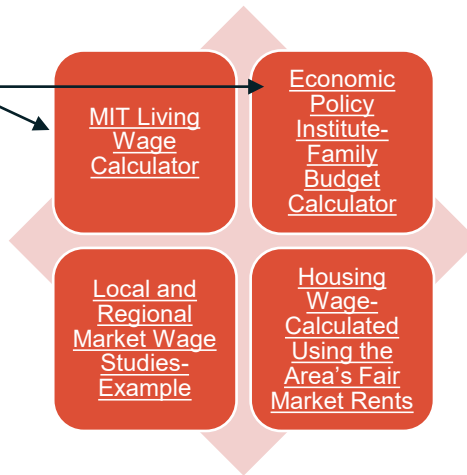 MIT Living
Wage
Calculator
Economic
Policy
Institute-
Family
Budget
Calculator
Local and
Regional
Market Wage
Studies-
Example
Housing
Wage-
Calculated
Using the
Area's Fair
Market Rents